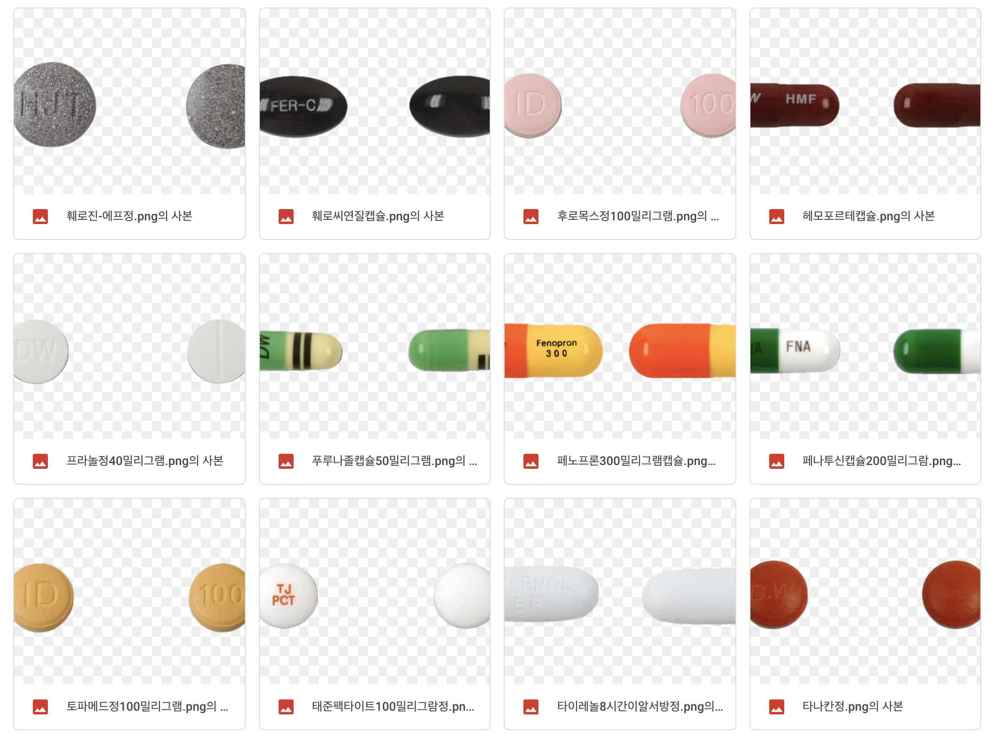 HJT
FER-C
ID
100
W
HMF
훼로진-에프정.png의 사본
훼로씨연질캡슐.png의 사본
후로목스정100밀리그램.png의 ...
헤모포르테캡슐.png의 사본
DW
DW
Fenopron
300
NA
FNA
프라놀정40밀리그램.png의 사본
푸루나졸캡슐50밀리그램.png의 ...
페노프론300밀리그램캡슐.png...
페나투신캡슐200밀리그람.png...
ID
100
TJ
PCT
YLENOL
ER
D.W
토파메드정100밀리그램.png의 ...
태준팩타이트100밀리그람정.pn...
타이레놀8시간이알서방정.png의...
타나칸정.png의 사본